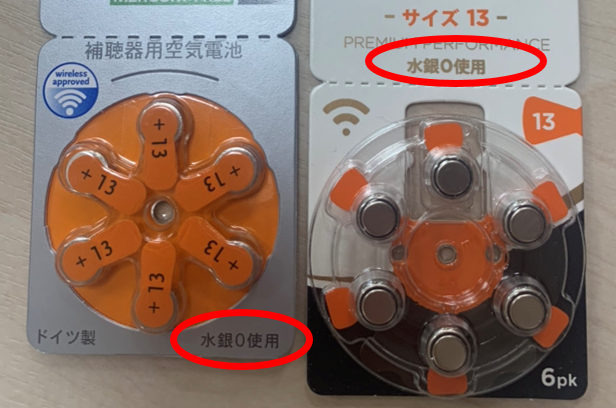 補聴器用空気電池
wireless
approved
+ 13
+ 13
+ 13
+ 13
+ 13
+ 13
ドイツ製
水銀0使用
- サイズ 13 -
PREMIUM PERFORMANCE
水銀0使用
13
6pk